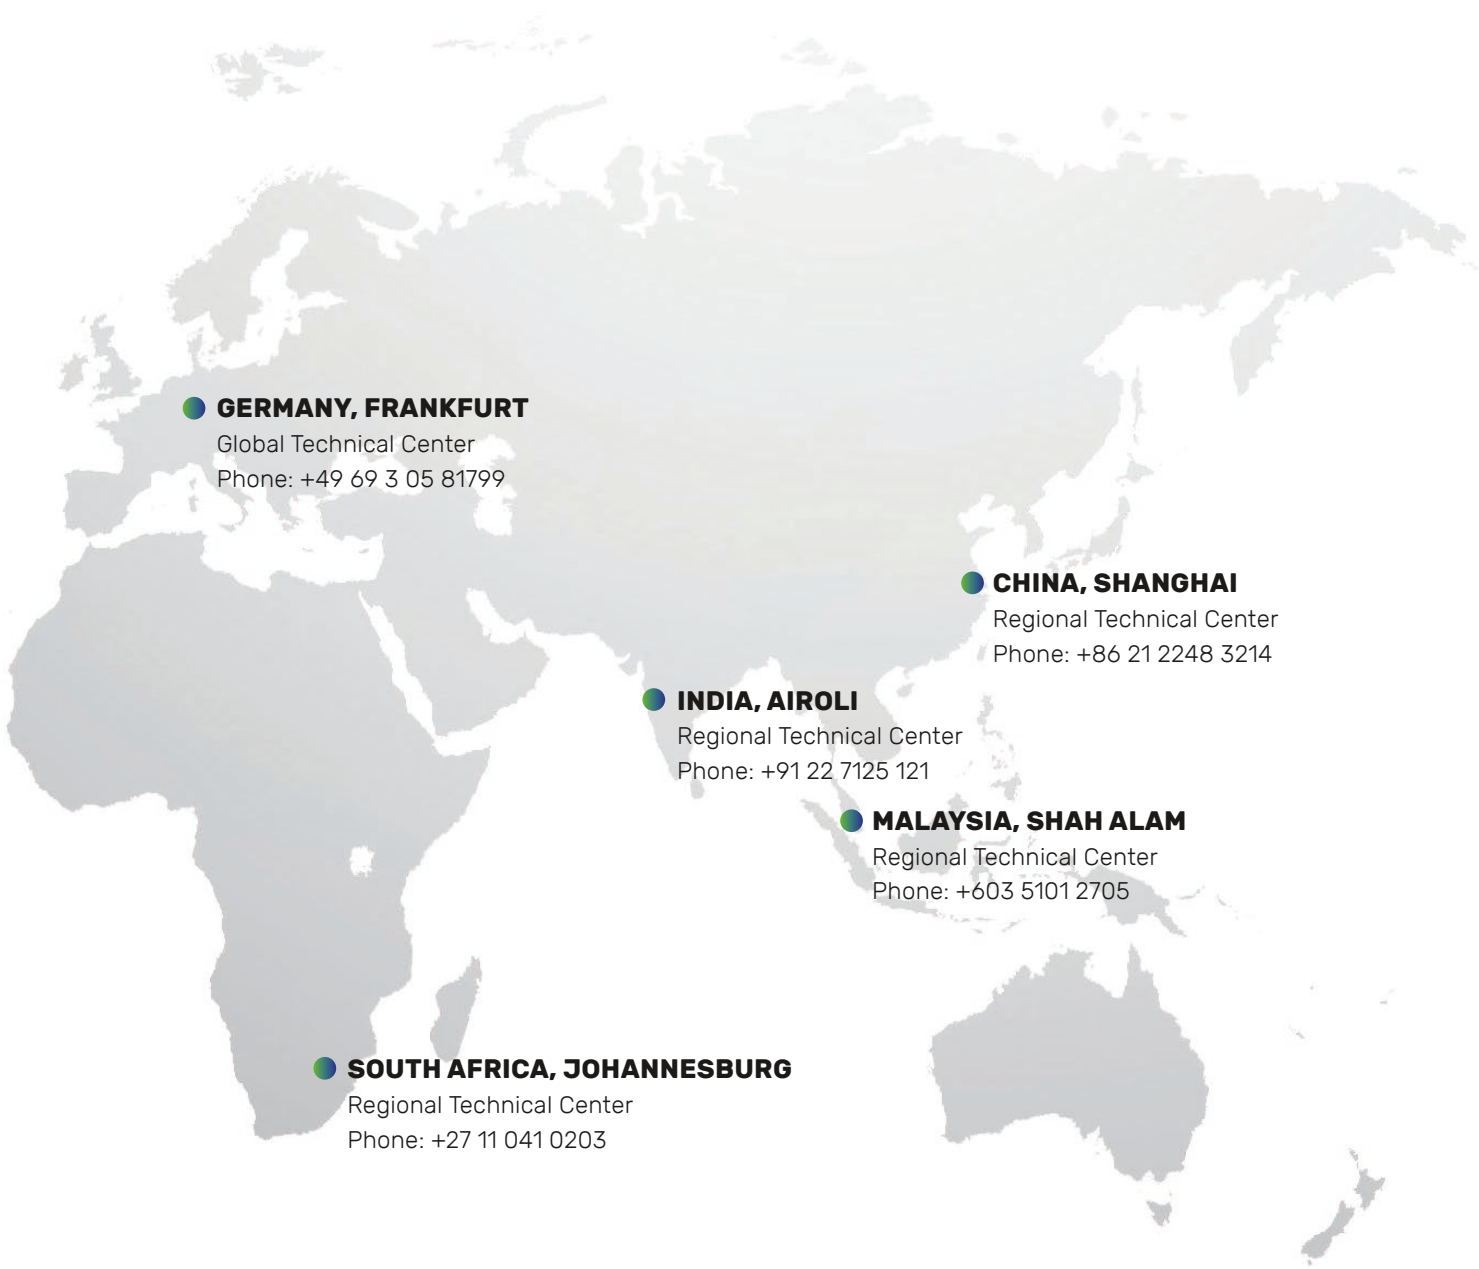 GERMANY, FRANKFURT
Global Technical Center
Phone: +49 69 3 05 81799
CHINA, SHANGHAI
Regional Technical Center
Phone: +86 21 2248 3214
INDIA, AIROLI
Regional Technical Center
Phone: +91 22 7125 121
MALAYSIA, SHAH ALAM
Regional Technical Center
Phone: +603 5101 2705
SOUTH AFRICA, JOHANNESBURG
Regional Technical Center
Phone: +27 11 041 0203